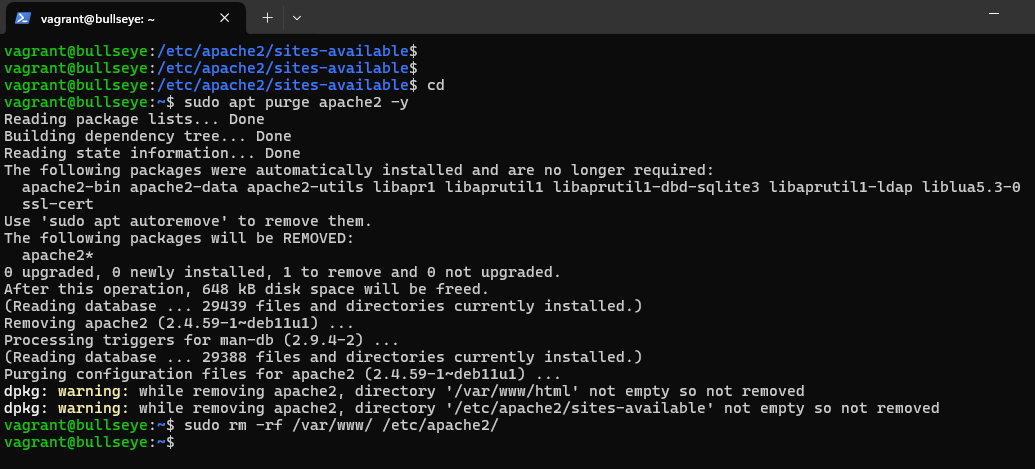 vagrant@bullseye: ~
vagrant@bullseye:/etc/apache2/sites-available$
vagrant@bullseye:/etc/apache2/sites-available$
vagrant@bullseye:/etc/apache2/sites-available$ cd
vagrant@bullseye:~$ sudo apt purge apache2 -y
Reading package lists... Done
Building dependency tree... Done
Reading state information... Done
The following packages were automatically installed and are no longer required:
  apache2-bin apache2-data apache2-utils libapr1 libaprutil1 libaprutil1-dbd-sqlite3 libaprutil1-ldap liblua5.3-0
  ssl-cert
Use 'sudo apt autoremove' to remove them.
The following packages will be REMOVED:
  apache2*
0 upgraded, 0 newly installed, 1 to remove and 0 not upgraded.
After this operation, 648 kB disk space will be freed.
(Reading database ... 29439 files and directories currently installed.)
Removing apache2 (2.4.59-1~deb11u1) ...
Processing triggers for man-db (2.9.4-2) ...
(Reading database ... 29388 files and directories currently installed.)
Purging configuration files for apache2 (2.4.59-1~deb11u1) ...
dpkg: warning: while removing apache2, directory '/var/www/html' not empty so not removed
dpkg: warning: while removing apache2, directory '/etc/apache2/sites-available' not empty so not removed
vagrant@bullseye:~$ sudo rm -rf /var/www/ /etc/apache2/
vagrant@bullseye:~$